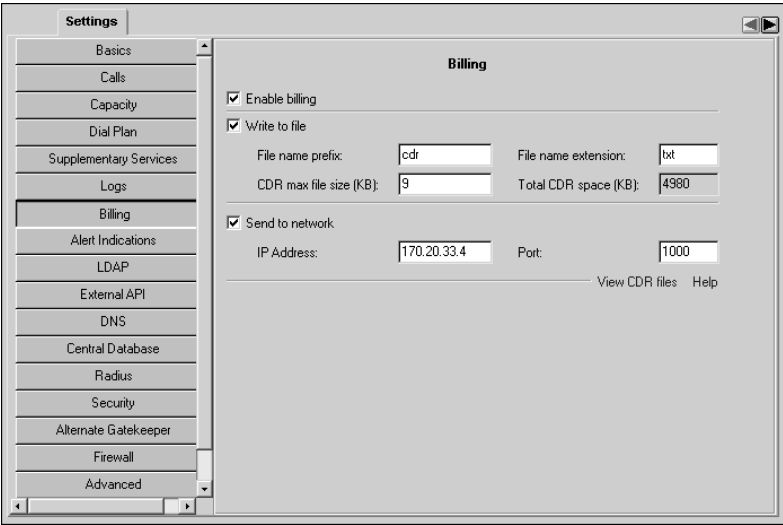 Settings
Basics
Calls
Capacity
Dial Plan
Supplementary Services
Logs
Billing
Alert Indications
LDAP
External API
DNS
Central Database
Radius
Security
Alternate Gatekeeper
Firewall
Advanced
Billing
Enable billing
Write to file
File name prefix: cdr File name extension: txt
CDR max file size (KB): 9 Total CDR space (KB): 4980
Send to network
IP Address: 170.20.33.4 Port: 1000
View CDR files Help